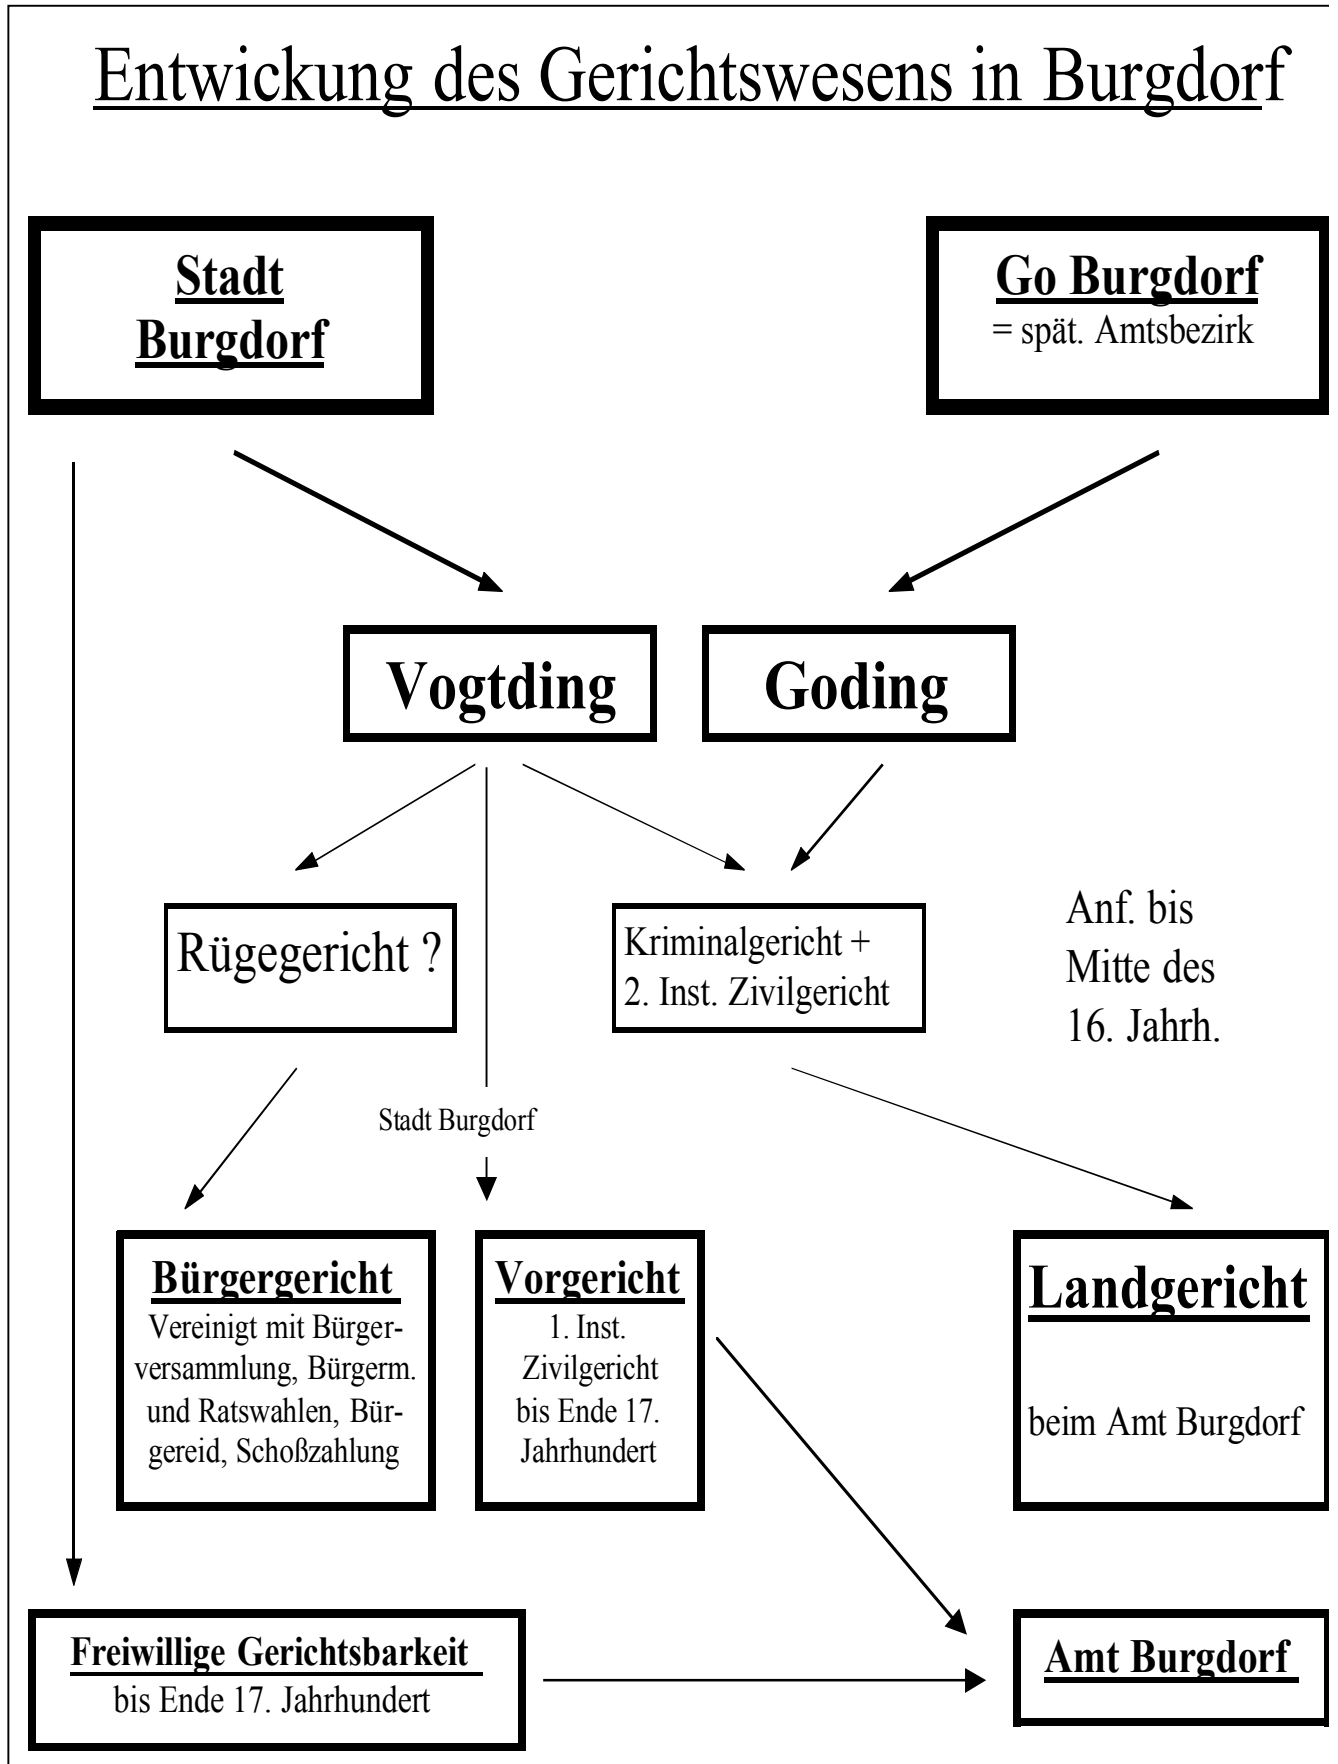 Entwickung des Gerichtswesens in Burgdorf
Stadt
Burgdorf
Go Burgdorf
= spät. Amtsbezirk
Vogtding
Goding
Rügegericht ?
Kriminalgericht +
2. Inst. Zivilgericht
Anf. bis
Mitte des
16. Jahrh.
Stadt Burgdorf
Bürgergericht
Vereinigt mit Bürger-
versammlung, Bürgerm.
und Ratswahlen, Bür-
gereid, Schoßzahlung
Vorgericht
1. Inst.
Zivilgericht
bis Ende 17.
Jahrhundert
Landgericht
beim Amt Burgdorf
Freiwillige Gerichtsbarkeit
bis Ende 17. Jahrhundert
Amt Burgdorf